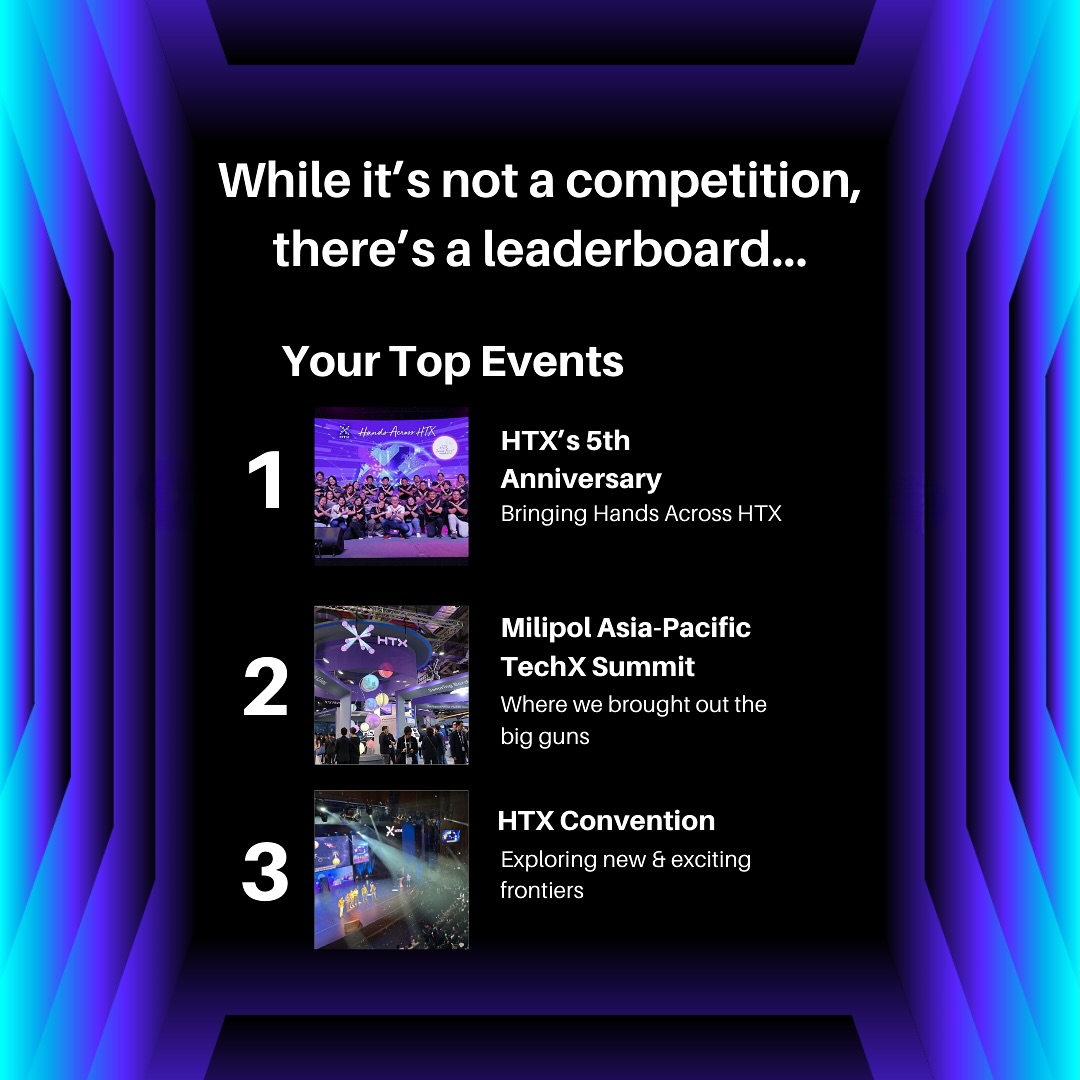 While it’s not a competition,
there’s a leaderboard...
Your Top Events
1
Hands Across HTX
HTX’s 5th
Anniversary
Bringing Hands Across HTX
2
HTX
Milipol Asia-Pacific
TechX Summit
Where we brought out the
big guns
3
HTX Convention
Exploring new & exciting
frontiers